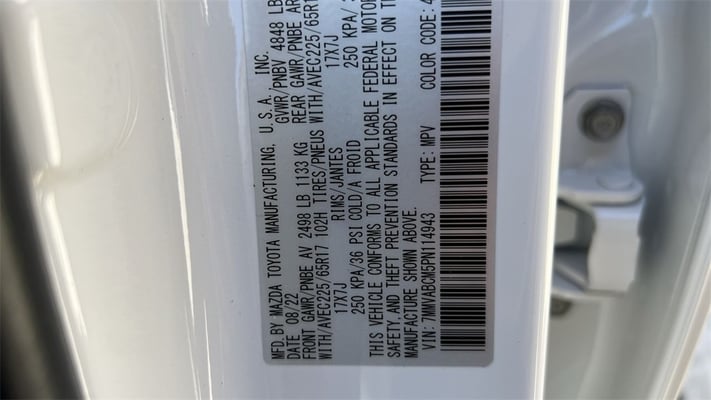 MFD.BY MAZDA TOYOTA MANUFACTURING, U.S.A., INC.
DATE 08/22 GVWR/PNBV 4848 LB
FRONT GAWR/PNBE AV 2498 LB 1133 KG REAR GAWR/PNBE AR
WITH/AVEC225/65R17 102H TIRES/PNEUS WITH/AVEC225/65R17
17X7J RIMS/JANTES 17X7J
250 KPA/36 PSI COLD/A FROID 250 KPA/
THIS VEHICLE CONFORMS TO ALL APPLICABLE FEDERAL MOTOR
SAFETY,AND THEFT PREVENTION STANDARDS IN EFFECT ON
MANUFACTURE SHOWN ABOVE.
VIN: 7MMVABCM5PN114943 TYPE: MPV COLOR CODE: